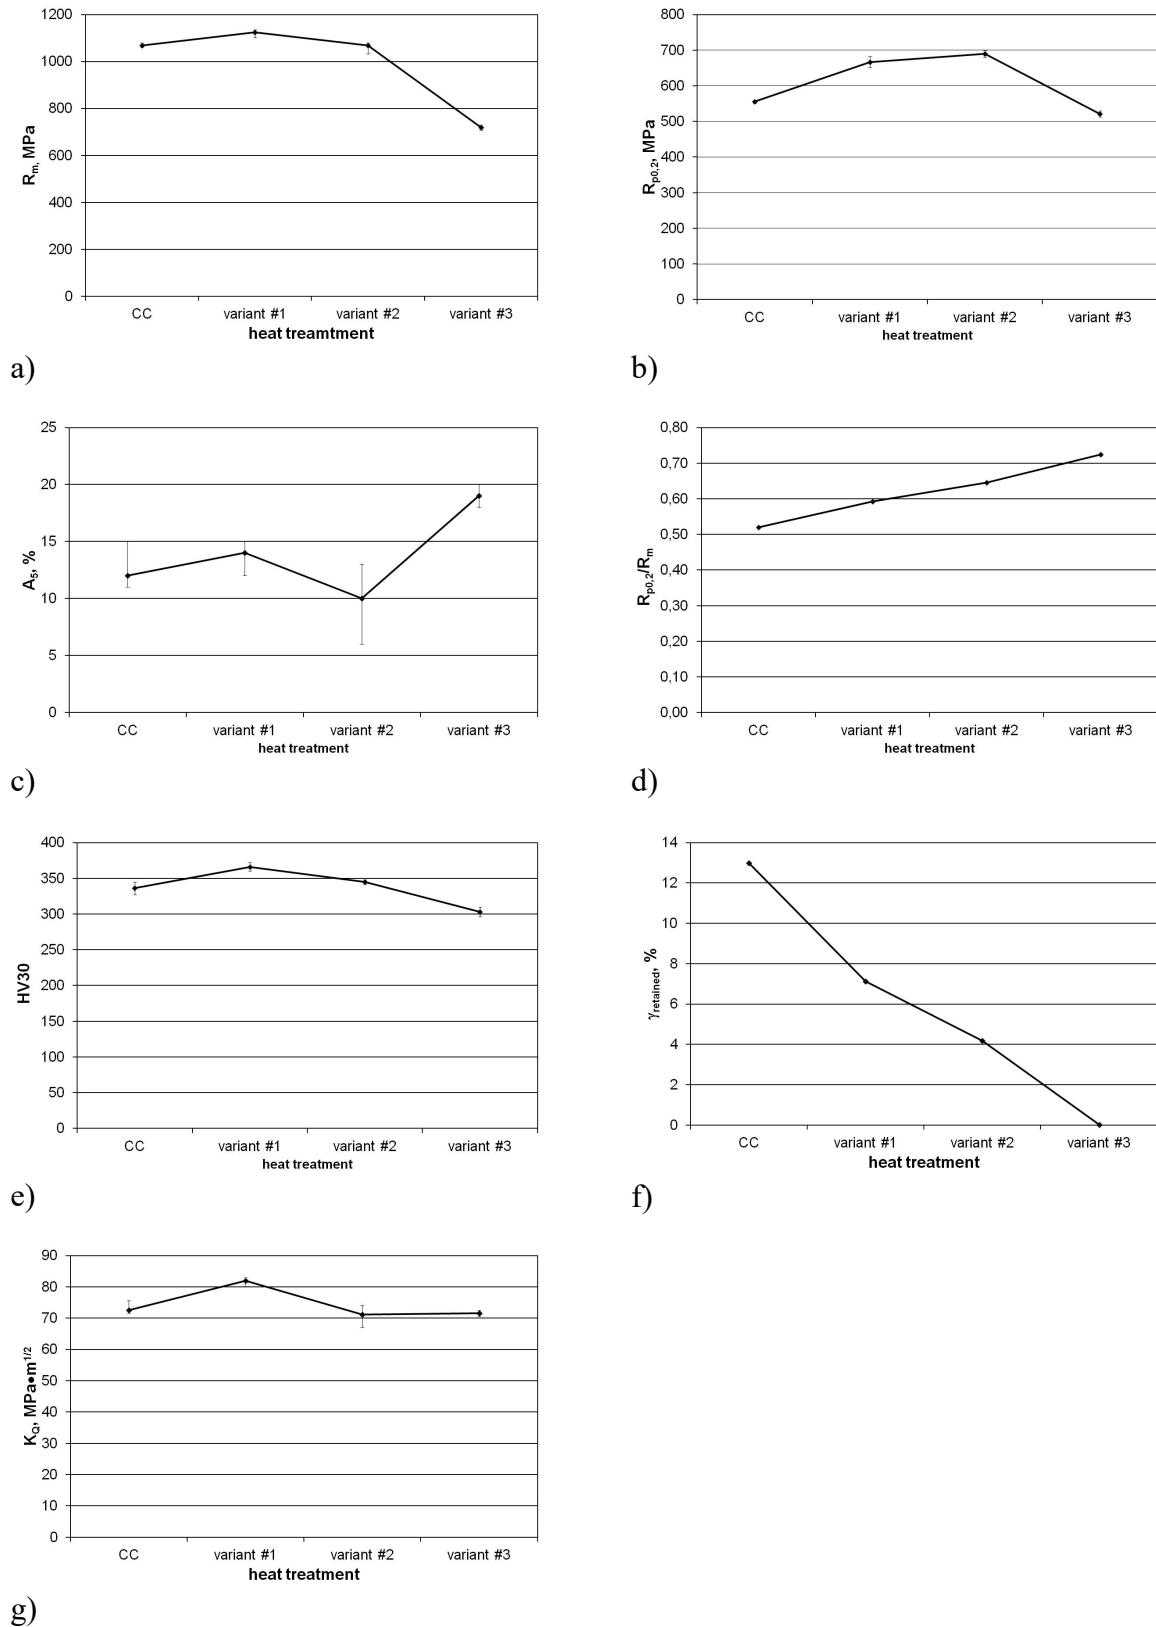 1200
1000
800
600
400
200
0
Rm, MPa
CC variant #1 variant #2 variant #3
heat treamtment
a)
800
700
600
500
400
300
200
100
0
Rp0,2, MPa
CC variant #1 variant #2 variant #3
heat treatment
b)
25
20
15
10
5
0
A5, %
CC variant #1 variant #2 variant #3
heat treatment
c)
0,80
0,70
0,60
0,50
0,40
0,30
0,20
0,10
0,00
Rp0,2/Rm
CC variant #1 variant #2 variant #3
heat treatment
d)
400
350
300
250
200
150
100
50
0
HV30
CC variant #1 variant #2 variant #3
heat treatment
e)
14
12
10
8
6
4
2
0
γretained, %
CC variant #1 variant #2 variant #3
heat treatment
f)
90
80
70
60
50
40
30
20
10
0
KQ, MPa•m1/2
CC variant #1 variant #2 variant #3
heat treatment
g)